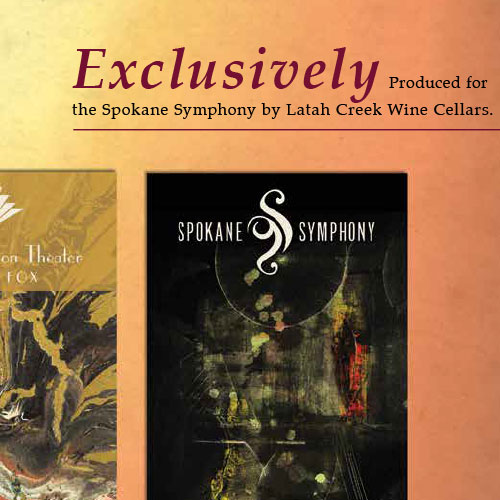 Exclusively Produced for
the Spokane Symphony by Latah Creek Wine Cellars.
on Theater
FOX
SPOKANE SYMPHONY